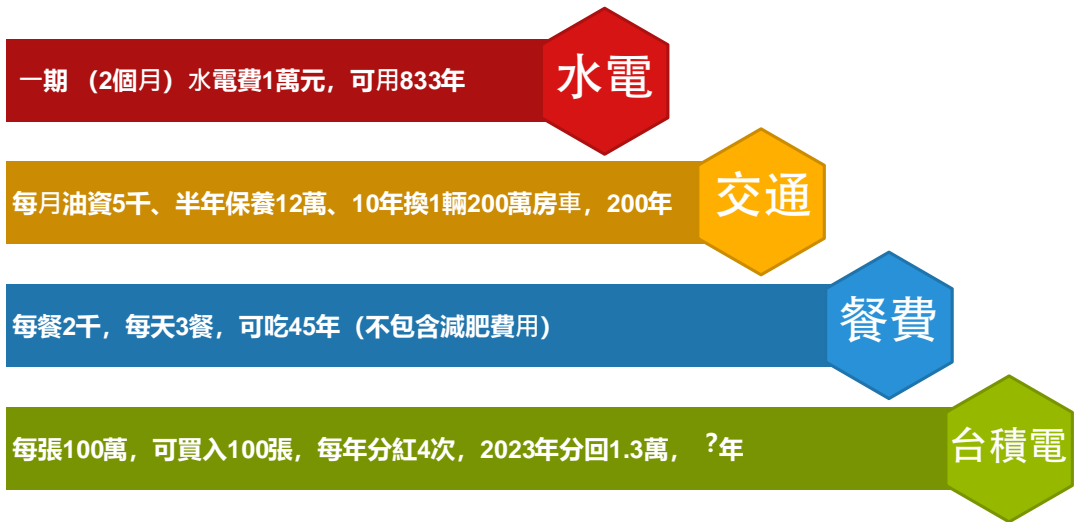 一期 （2個月）水電費1萬元，可用833年
水電
每月油資5千、半年保養12萬、10年換1輛200萬房車，200年
交通
每餐2千，每天3餐，可吃45年（不包含減肥費用）
餐費
每張100萬，可買入100張，每年分紅4次，2023年分回1.3萬， ?年
台積電